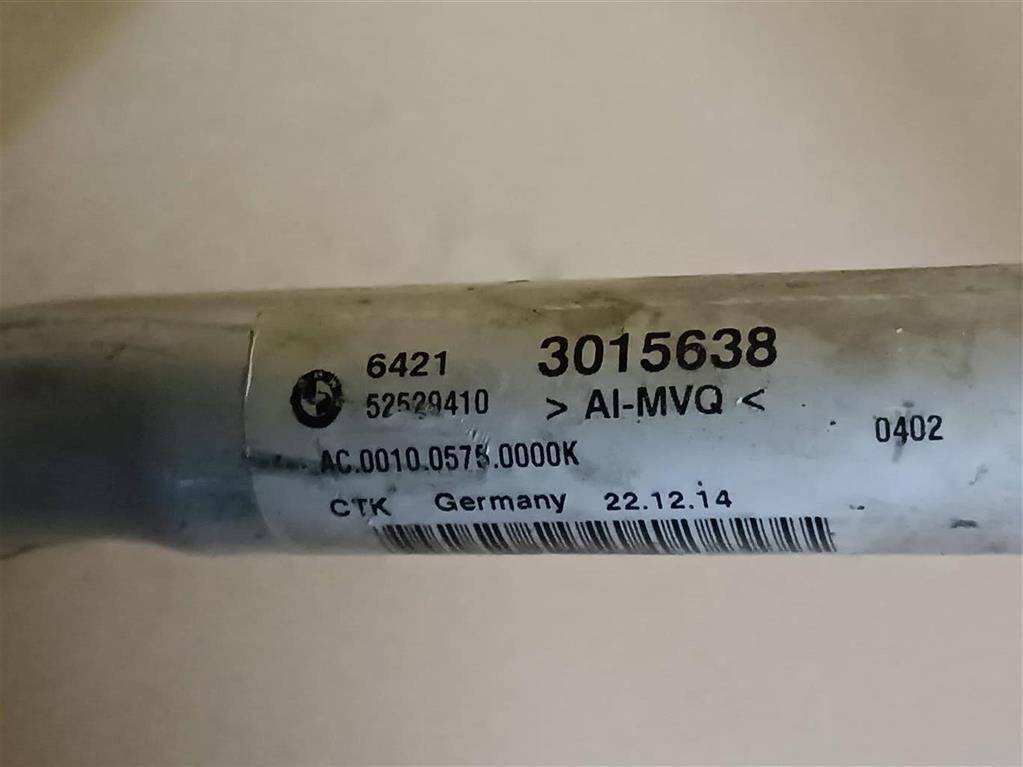 6421 3015638
52529410 > AI-MVQ <
0402
AC.0010.0575.0000K
CTK Germany 22.12.14